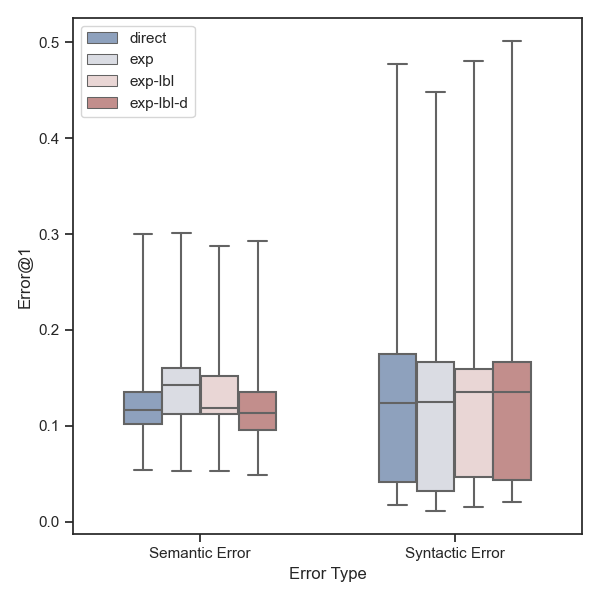 direct
exp
exp-lbl
exp-lbl-d
0.5
0.4
0.3
0.2
0.1
0.0
Error@1
Semantic Error
Syntactic Error
Error Type